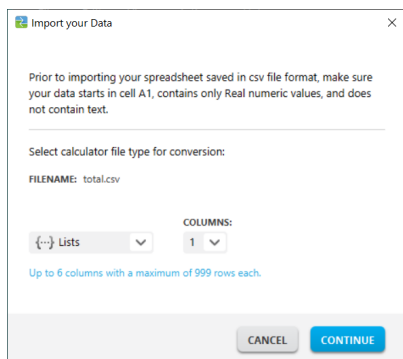 Import your Data
Prior to importing your spreadsheet saved in csv file format, make sure
your data starts in cell A1, contains only Real numeric values, and does
not contain text.
Select calculator file type for conversion:
FILENAME: total.csv
COLUMNS:
{···} Lists 1
Up to 6 columns with a maximum of 999 rows each.
CANCEL CONTINUE